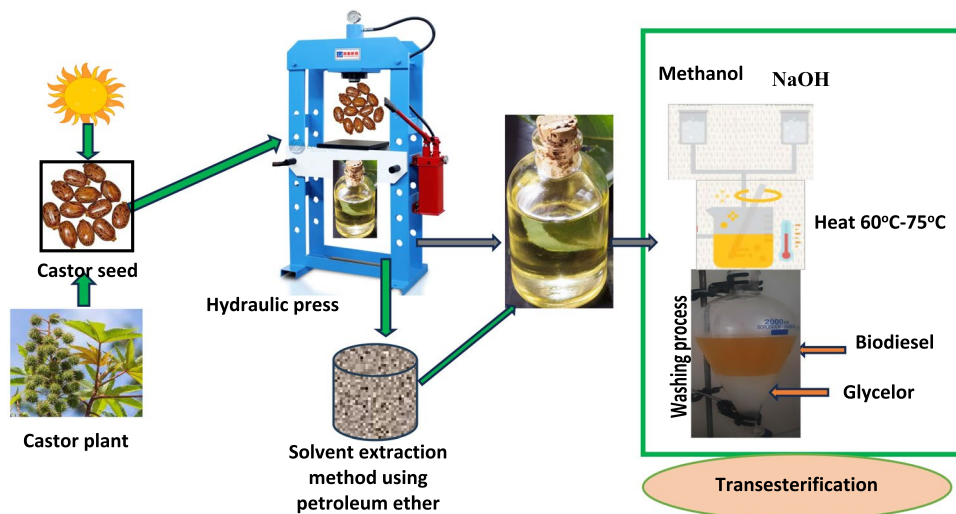 Methanol
NaOH
Heat 60°C-75°C
Castor seed
Hydraulic press
Castor plant
Solvent extraction
method using
petroleum ether
Washing process
2000
Biodiesel
Glycelor
Transesterification